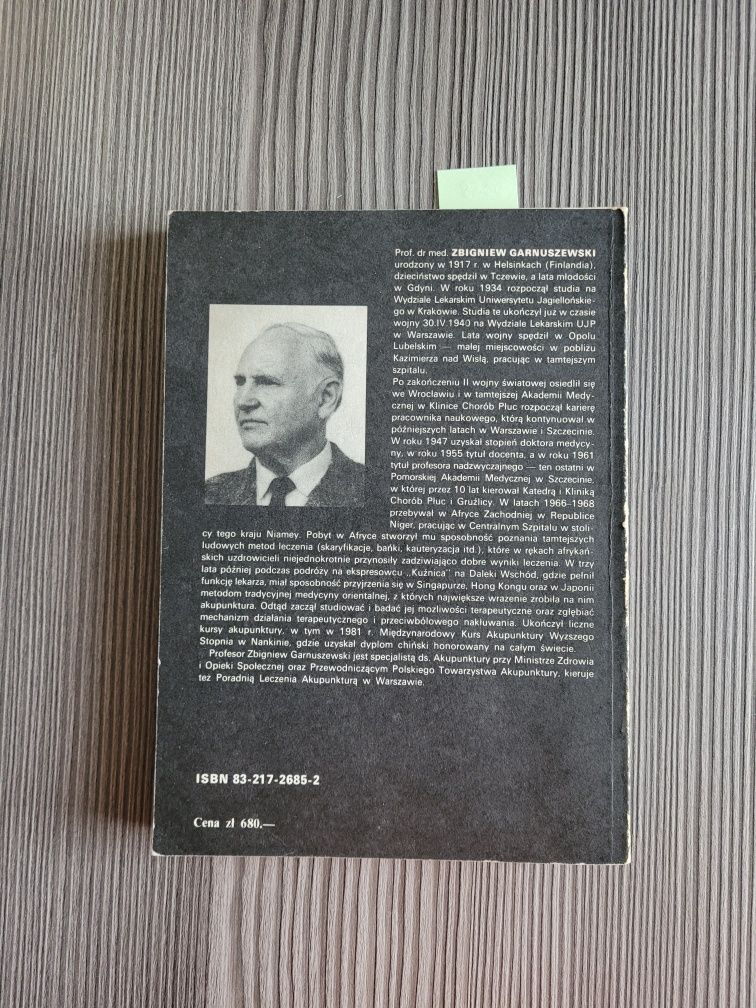 Prof. dr med. ZBIGNIEW GARNUSZEWSKI
urodzony w 1917 r. w Helsinkach (Finlandia),
dzieciństwo spędził w Tczewie, a lata młodości
w Gdyni. W roku 1934 rozpoczął studia na
Wydziale Lekarskim Uniwersytetu Jagiellońskie-
go w Krakowie. Studia te ukończył już w czasie
wojny 30.IV.1940 na Wydziale Lekarskim UJP
w Warszawie. Lata wojny spędził w Opolu
Lubelskim — małej miejscowości w pobliżu
Kazimierza nad Wisłą, pracując w tamtejszym
szpitalu.
Po zakończeniu II wojny światowej osiedlił się
we Wrocławiu i w tamtejszej Akademii Medy-
cznej w Klinice Chorób Płuc rozpoczął karierę
pracownika naukowego, którą kontynuował w
późniejszych latach w Warszawie i Szczecinie.
W roku 1947 uzyskał stopień doktora medycy-
ny, w roku 1955 tytuł docenta, a w roku 1961
tytuł profesora nadzwyczajnego — ten ostatni w
Pomorskiej Akademii Medycznej w Szczecinie,
w której przez 10 lat kierował Katedrą i Kliniką
Chorób Płuc i Gruźlicy. W latach 1966–1968
przebywał w Afryce Zachodniej w Republice
Niger, pracując w Centralnym Szpitalu w stoli-
cy tego kraju Niamey. Pobyt w Afryce stworzył mu sposobność poznania tamtejszych
ludowych metod leczenia (skaryfikacje, bańki, kauteryzacja itd.), które w rękach afrykań-
skich uzdrowicieli niejednokrotnie przynosiły zadziwiająco dobre wyniki leczenia. W trzy
lata później podczas podróży na ekspresowcu „Kuźnica" na Daleki Wschód, gdzie pełnił
funkcję lekarza, miał sposobność przyjrzenia się w Singapurze, Hong Kongu oraz w Japonii
metodom tradycyjnej medycyny orientalnej, z których największe wrażenie zrobiła na nim
akupunktura. Odtąd zaczął studiować i badać jej możliwości terapeutyczne oraz zgłębiać
mechanizm działania terapeutycznego i przeciwbólowego nakłuwania. Ukończył liczne
kursy akupunktury, w tym w 1981 r. Międzynarodowy Kurs Akupunktury Wyższego
Stopnia w Nankinie, gdzie uzyskał dyplom chiński honorowany na całym świecie.
Profesor Zbigniew Garnuszewski jest specjalistą ds. Akupunktury przy Ministrze Zdrowia
i Opieki Społecznej oraz Przewodniczącym Polskiego Towarzystwa Akupunktury, kieruje
też Poradnią Leczenia Akupunkturą w Warszawie.
ISBN 83-217-2685-2
Cena zł 680.—